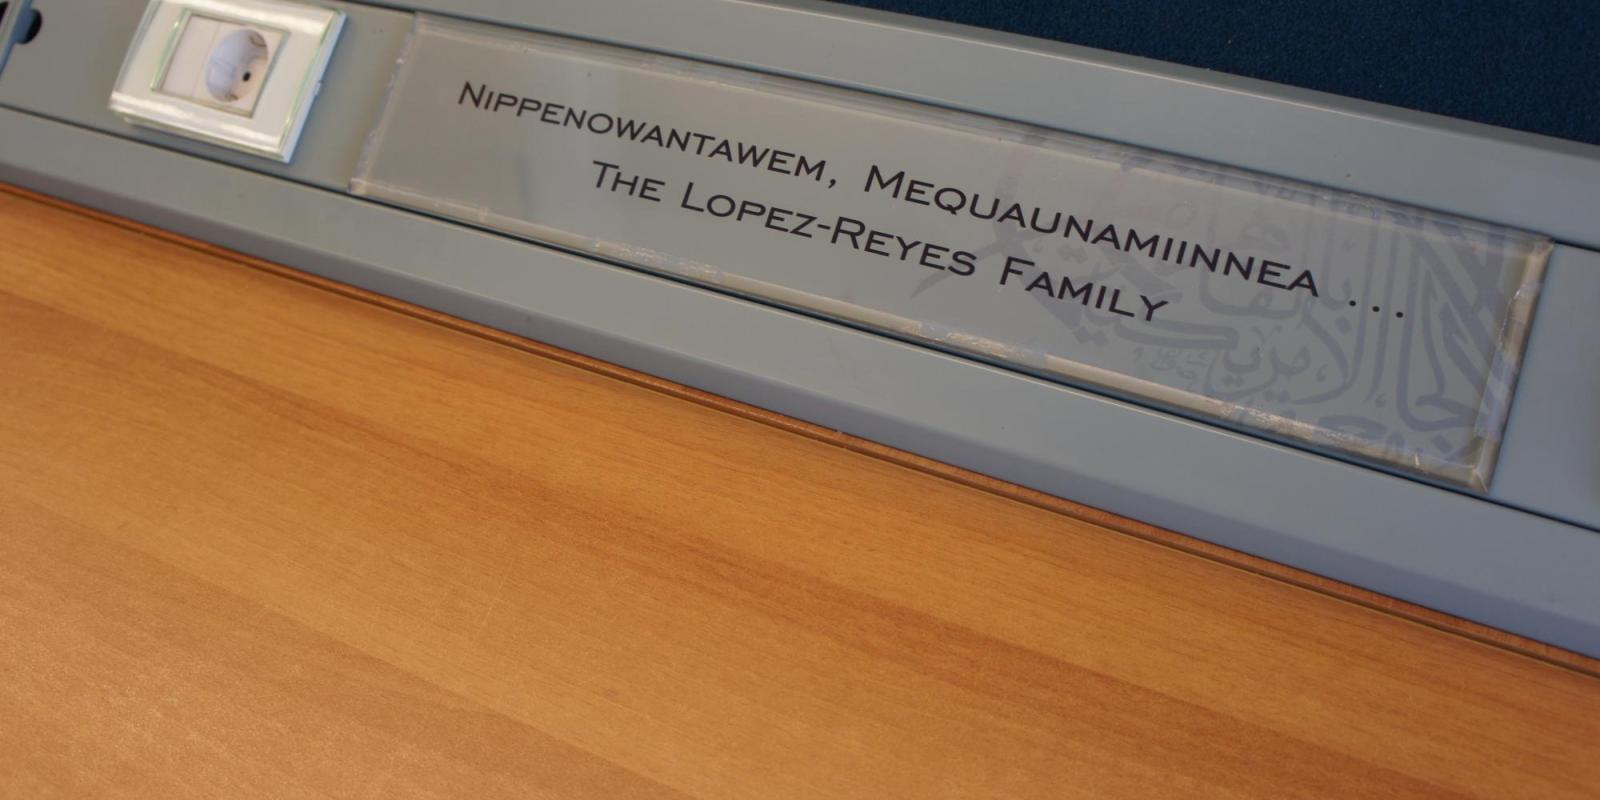 Nippenowantawem, Mequaunamiinnea ...
The Lopez-Reyes Family